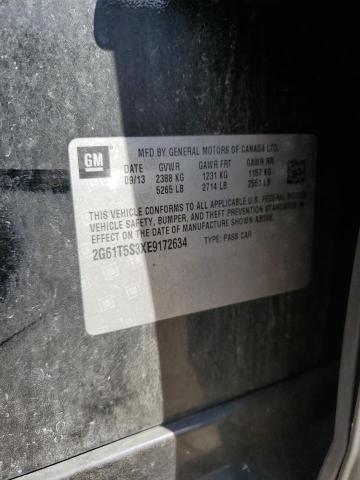 GM
MFD BY GENERAL MOTORS OF CANADA LTD.
DATE GVWR GAWR FRT GAWR RR
09/13 2388 KG 1231 KG 1157 KG
5265 LB 2714 LB 2551 LB
THIS VEHICLE CONFORMS TO ALL APPLICABLE U.S. FEDERAL MOTOR
VEHICLE SAFETY, BUMPER, AND THEFT PREVENTION STANDARDS
IN EFFECT ON THE DATE OF MANUFACTURE SHOWN ABOVE.
2G61T5S3XE9172634 TYPE: PASS CAR